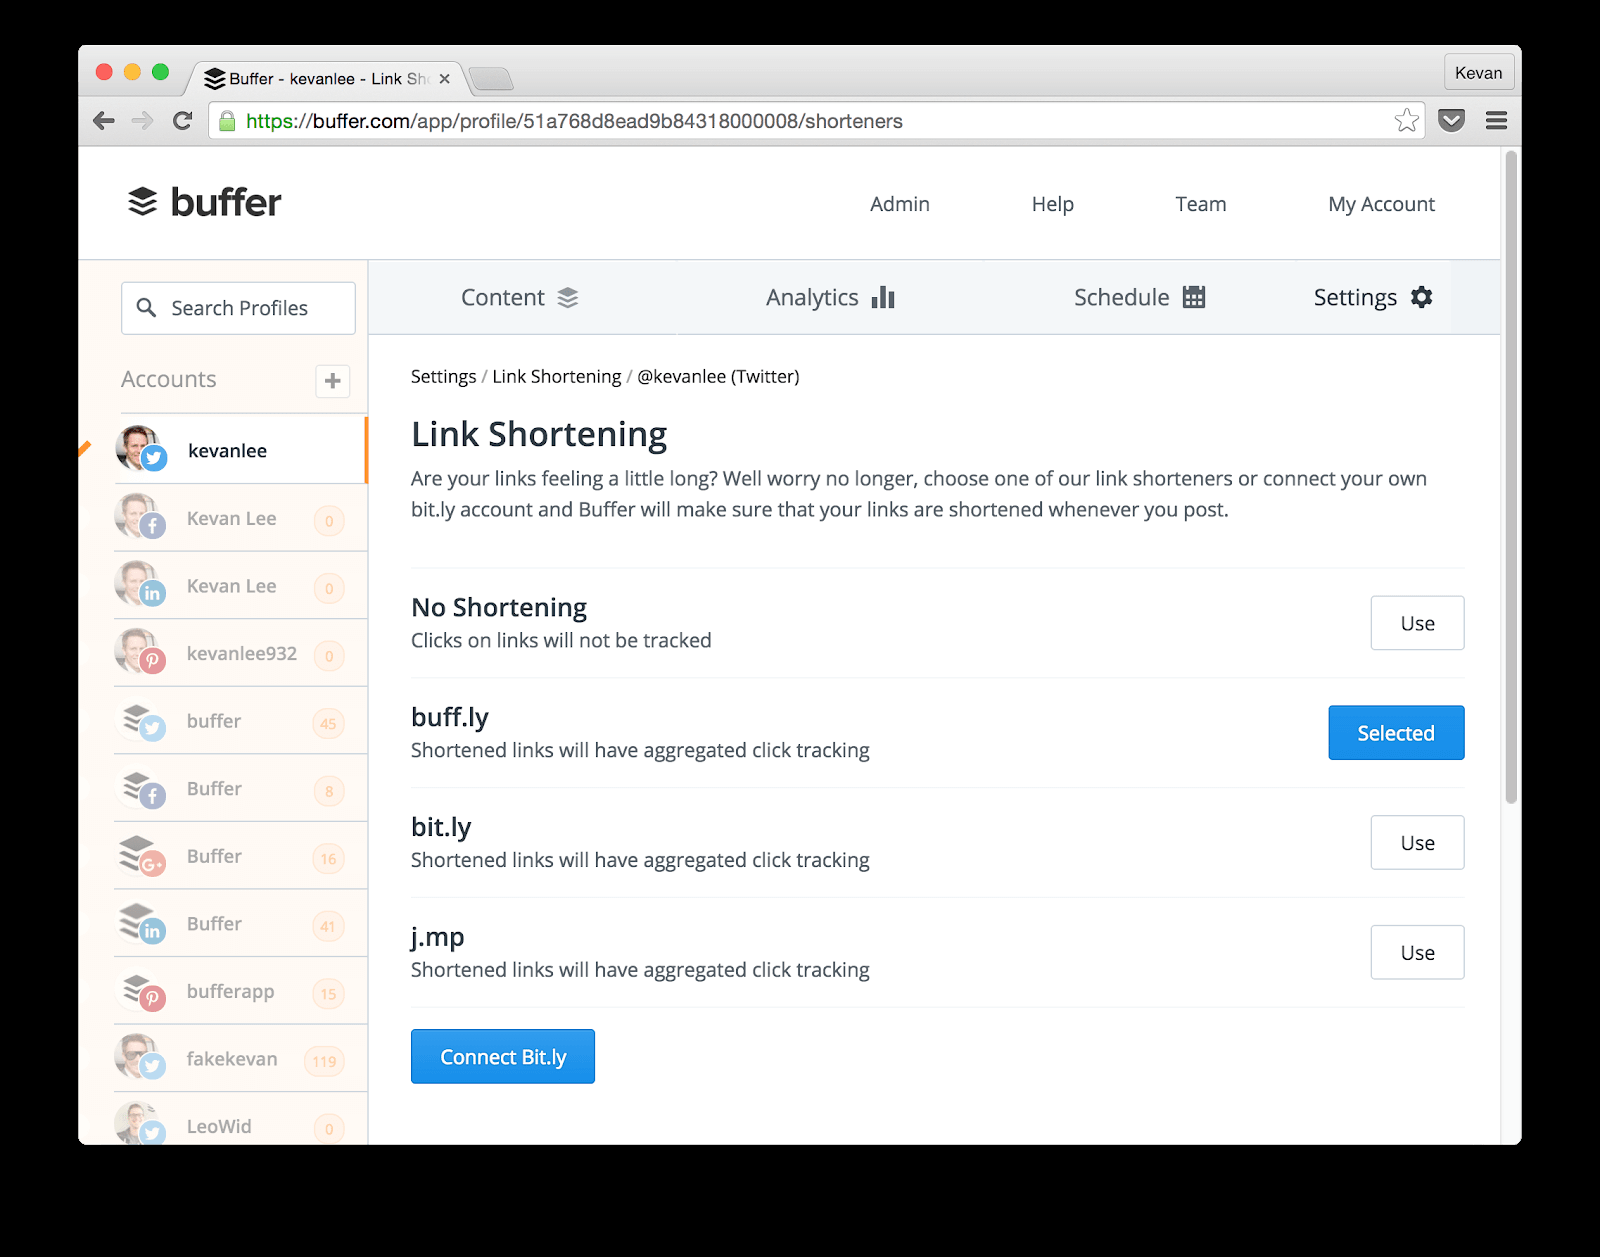 Buffer - kevanlee - Link Sh
Kevan
https://buffer.com/app/profile/51a768d8ead9b84318000008/shorteners
buffer
Admin
Help
Team
My Account
Search Profiles
Content
Analytics
Schedule
Settings
Accounts
kevanlee
Kevan Lee 0
Kevan Lee 0
kevanlee932 0
buffer 45
Buffer 8
Buffer 16
Buffer 41
bufferapp 15
fakekevan 119
LeoWid 0
Settings / Link Shortening / @kevanlee (Twitter)
Link Shortening
Are your links feeling a little long? Well worry no longer, choose one of our link shorteners or connect your own
bit.ly account and Buffer will make sure that your links are shortened whenever you post.
No Shortening
Clicks on links will not be tracked
Use
buff.ly
Shortened links will have aggregated click tracking
Selected
bit.ly
Shortened links will have aggregated click tracking
Use
j.mp
Shortened links will have aggregated click tracking
Use
Connect Bit.ly